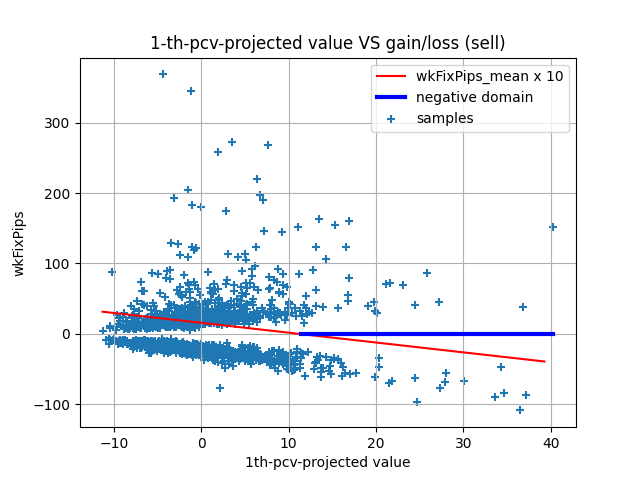 1-th-pcv-projected value VS gain/loss (sell)
wkFixPips_mean x 10
negative domain
samples
wkFixPips
300
200
100
0
−100
−10
0
10
20
30
40
1th-pcv-projected value